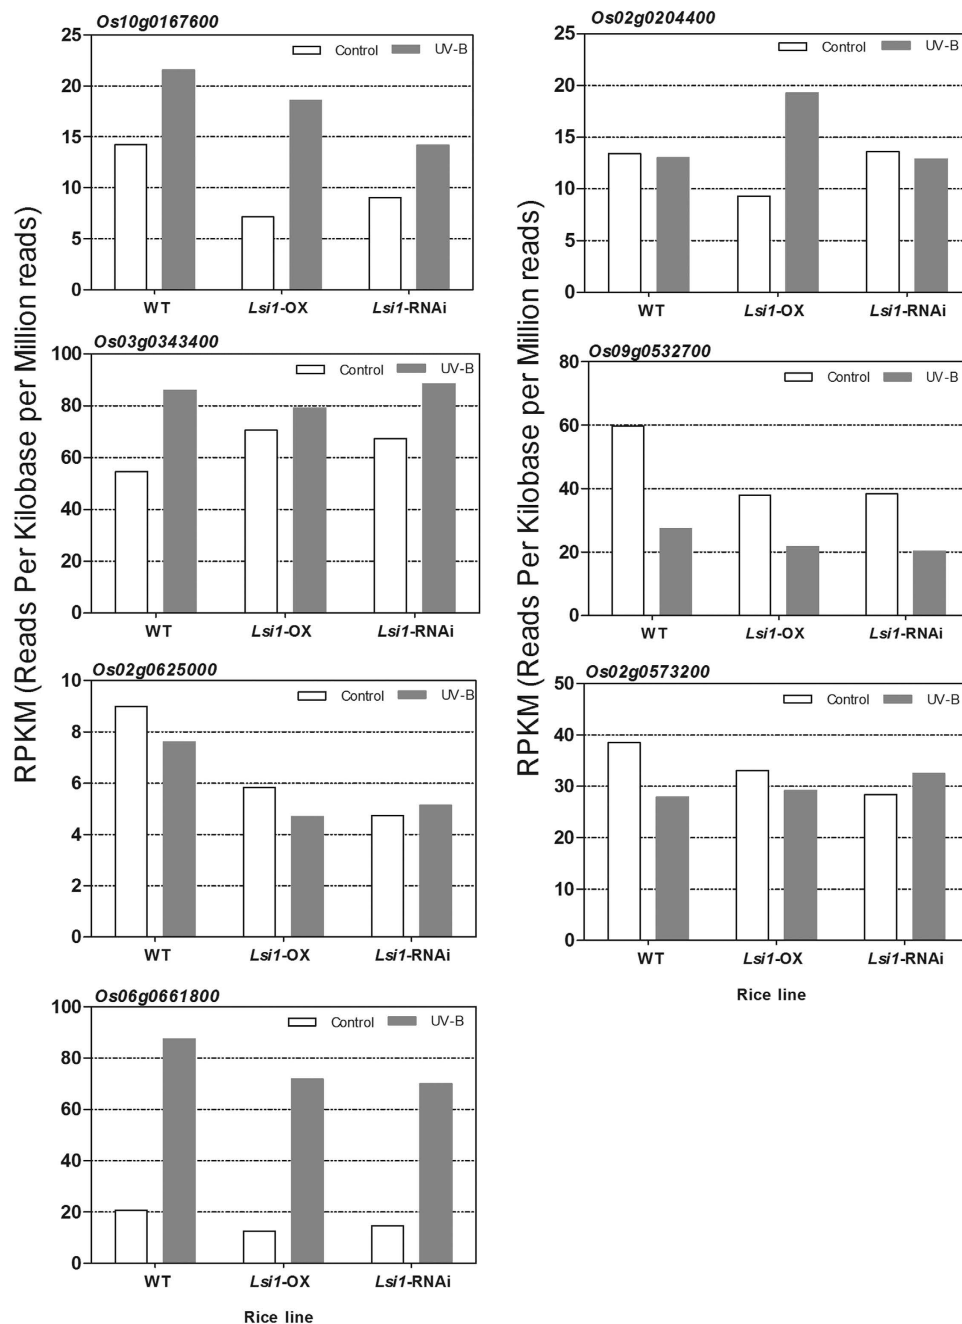 Os10g0167600
Control UV-B
25
20
15
10
5
0
WT Lsi1-OX Lsi1-RNAi
Os03g0343400
Control UV-B
100
80
60
40
20
0
WT Lsi1-OX Lsi1-RNAi
Os02g0625000
Control UV-B
10
8
6
4
2
0
WT Lsi1-OX Lsi1-RNAi
Os06g0661800
Control UV-B
100
80
60
40
20
0
WT Lsi1-OX Lsi1-RNAi
Rice line
RPKM (Reads Per Kilobase per Million reads)
Os02g0204400
Control UV-B
25
20
15
10
5
0
WT Lsi1-OX Lsi1-RNAi
Os09g0532700
Control UV-B
80
60
40
20
0
WT Lsi1-OX Lsi1-RNAi
Os02g0573200
Control UV-B
50
40
30
20
10
0
WT Lsi1-OX Lsi1-RNAi
Rice line
RPKM (Reads Per Kilobase per Million reads)